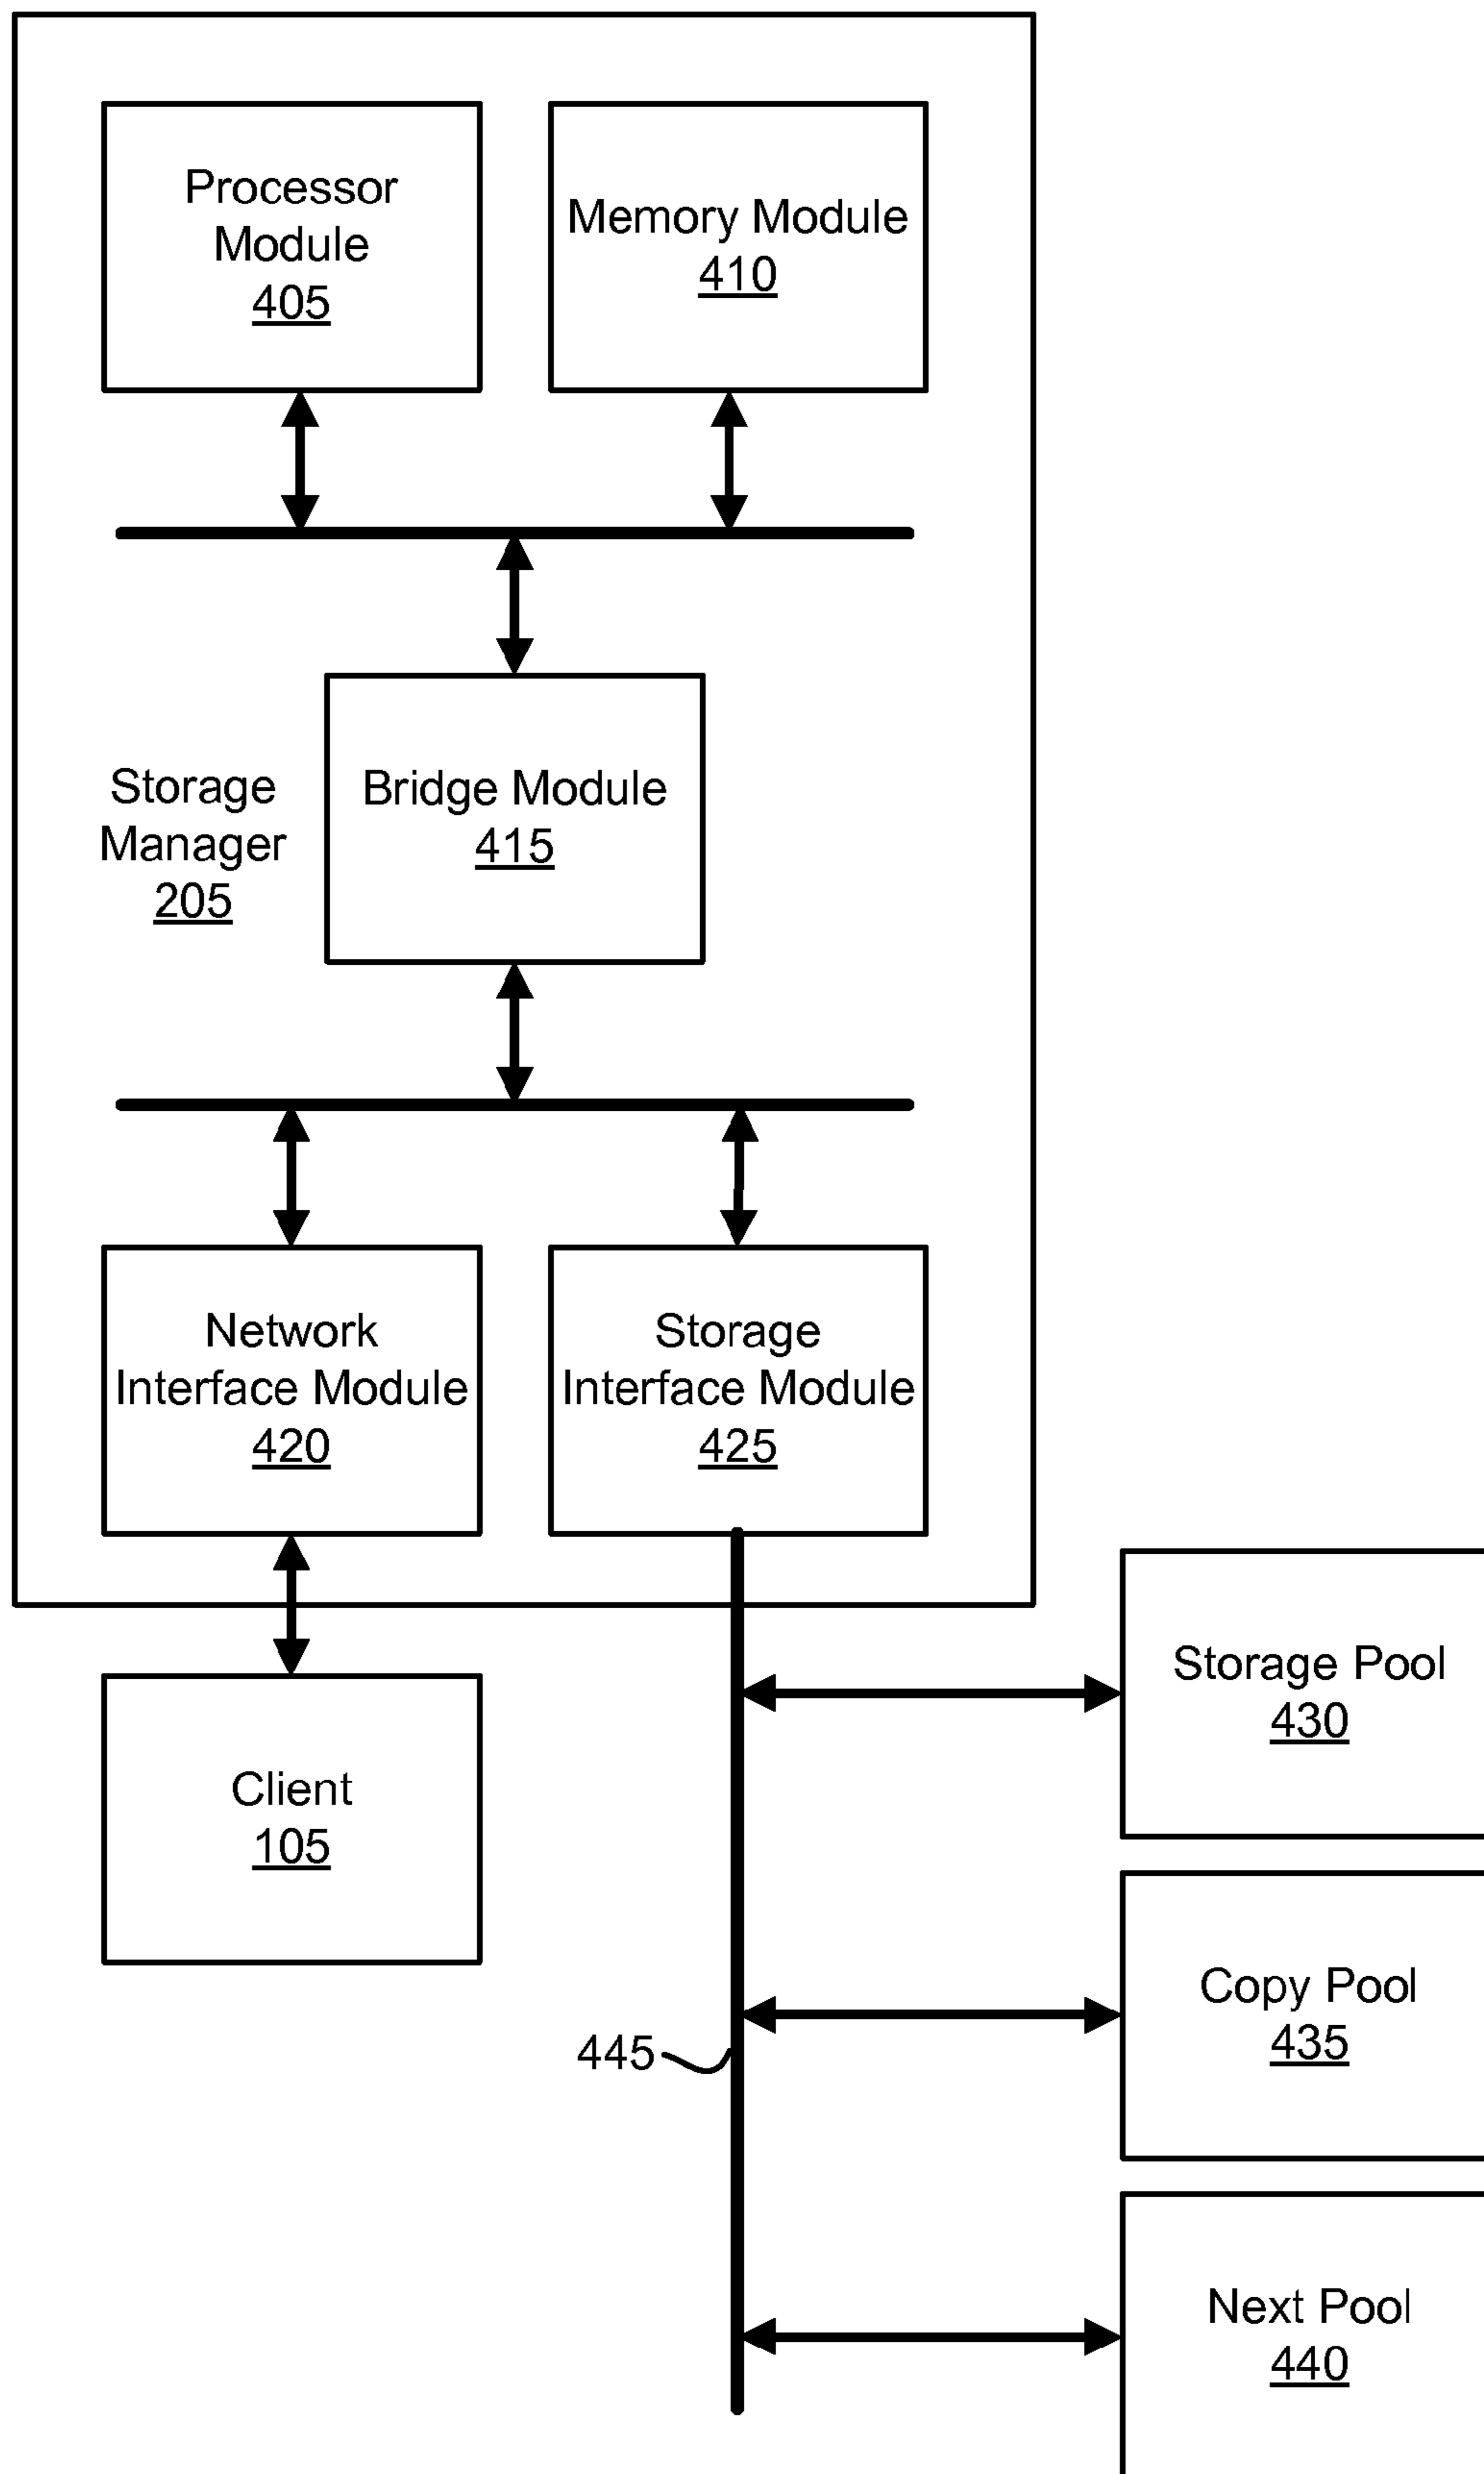 Processor
Module
405
Memory Module
410
Storage
Manager
205
Bridge Module
415
Network
Interface Module
420
Storage
Interface Module
425
Client
105
Storage Pool
430
Copy Pool
435
445
Next Pool
440